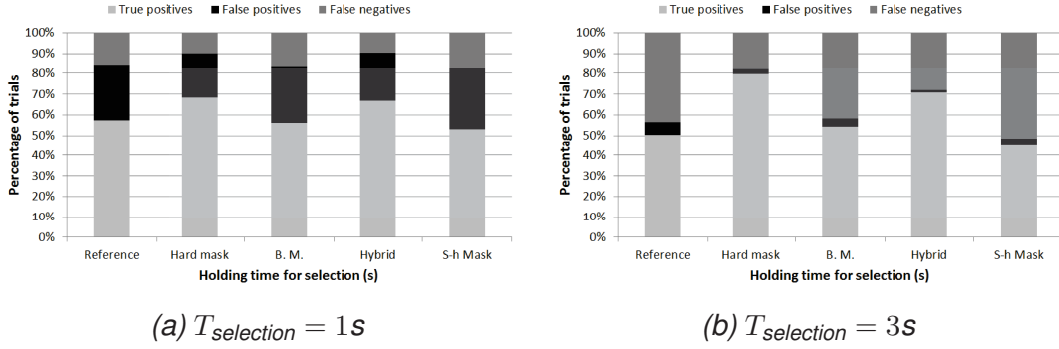 True positives False positives False negatives
100%
90%
80%
70%
60%
50%
40%
30%
20%
10%
0%
Percentage of trials
Reference Hard mask B. M. Hybrid S-h Mask
Holding time for selection (s)
(a) Tselection = 1s
True positives False positives False negatives
100%
90%
80%
70%
60%
50%
40%
30%
20%
10%
0%
Percentage of trials
Reference Hard mask B. M. Hybrid S-h Mask
Holding time for selection (s)
(b) Tselection = 3s